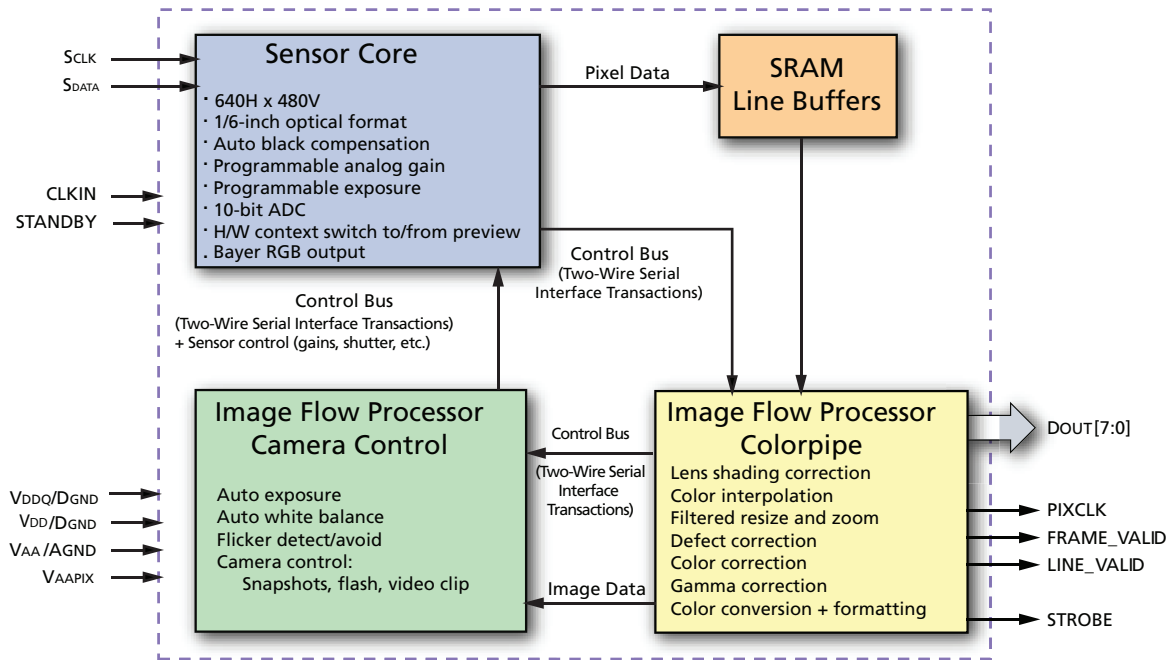 SCLK
SDATA
CLKIN
STANDBY
VDDQ/DGND
VDD/DGND
VAA/AGND
VAAPIX
Sensor Core
· 640H x 480V
· 1/6-inch optical format
· Auto black compensation
· Programmable analog gain
· Programmable exposure
· 10-bit ADC
· H/W context switch to/from preview
. Bayer RGB output
Pixel Data
SRAM
Line Buffers
Control Bus
(Two-Wire Serial
Interface Transactions)
Control Bus
(Two-Wire Serial Interface Transactions)
+ Sensor control (gains, shutter, etc.)
Image Flow Processor
Camera Control
Auto exposure
Auto white balance
Flicker detect/avoid
Camera control:
Snapshots, flash, video clip
Control Bus
(Two-Wire Serial
Interface
Transactions)
Image Data
Image Flow Processor
Colorpipe
Lens shading correction
Color interpolation
Filtered resize and zoom
Defect correction
Color correction
Gamma correction
Color conversion + formatting
DOUT[7:0]
PIXCLK
FRAME_VALID
LINE_VALID
STROBE